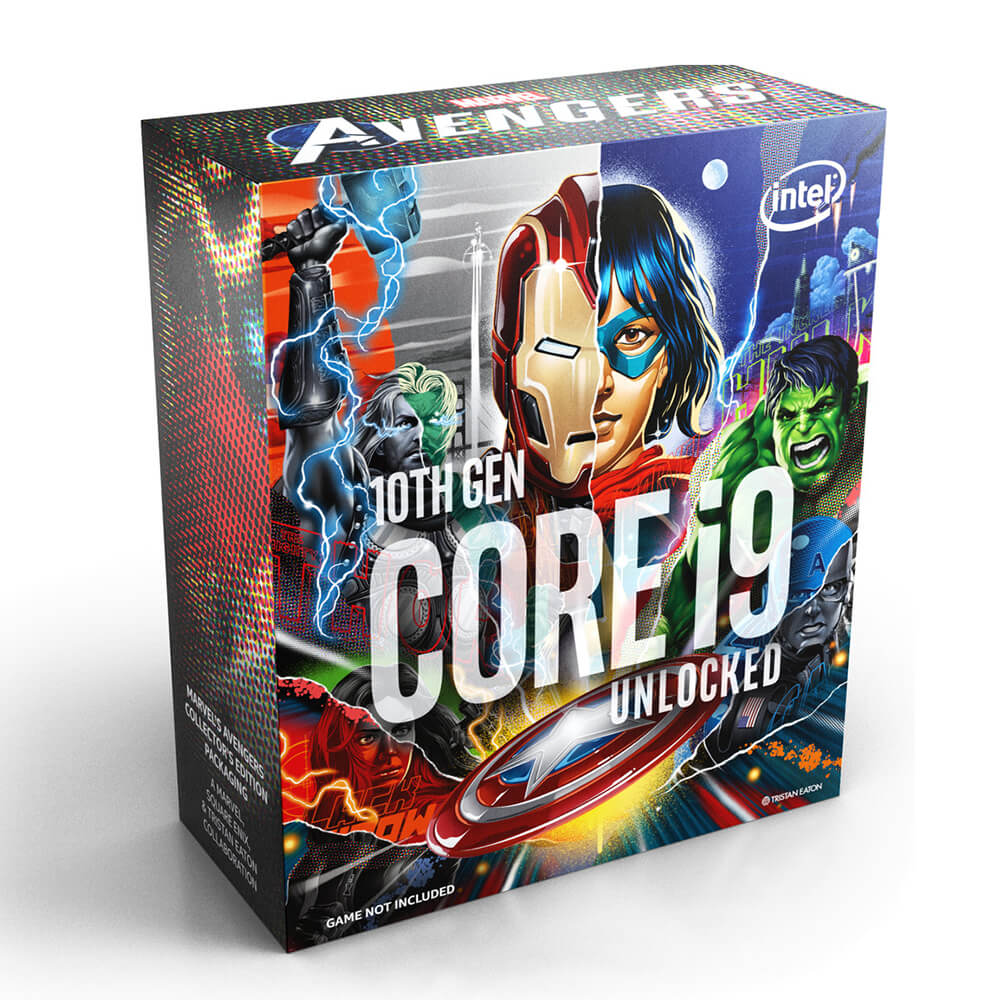 MARVEL
AVENGERS
intel
10TH GEN
CORE i9
UNLOCKED
MARVEL'S AVENGERS
COLLECTOR'S EDITION
PACKAGING
A MARVEL,
SQUARE ENIX
& TRISTAN EATON
COLLABORATION
A
© TRISTAN EATON
GAME NOT INCLUDED